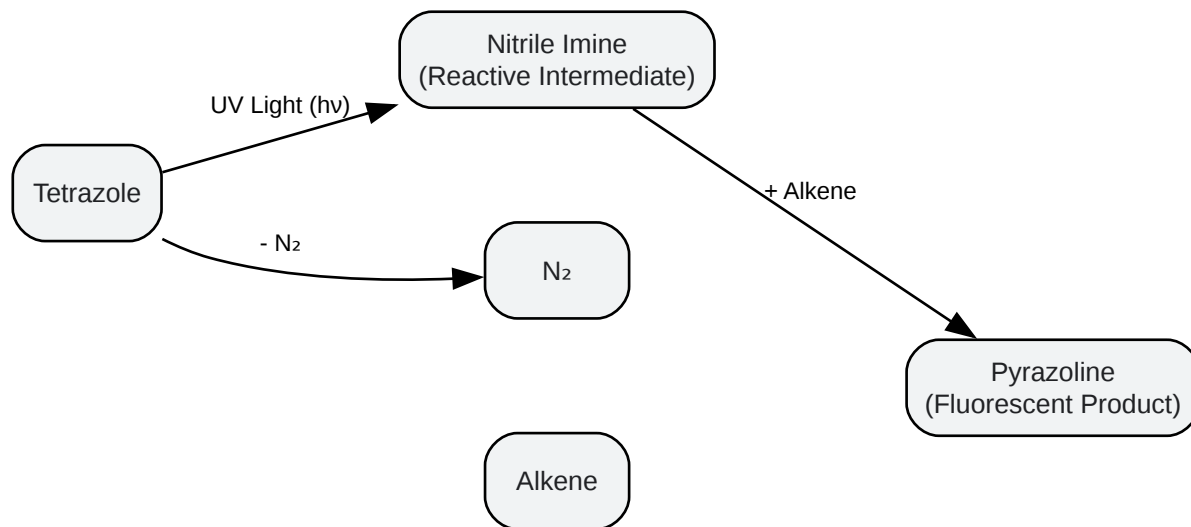 Nitrile Imine
(Reactive Intermediate)
UV Light (hν)
Tetrazole
+ Alkene
- N₂
N₂
Pyrazoline
(Fluorescent Product)
Alkene